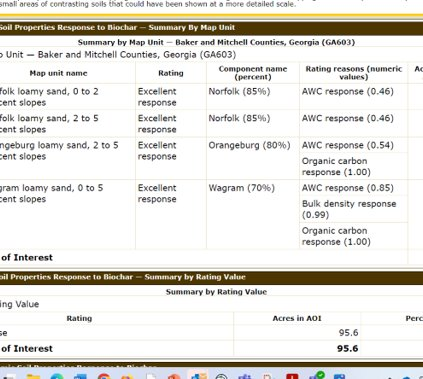 small areas of contrasting soils that could have been shown at a more detailed scale.
Soil Properties Response to Biochar — Summary By Map Unit
Summary by Map Unit — Baker and Mitchell Counties, Georgia (GA603)
p Unit — Baker and Mitchell Counties, Georgia (GA603)
Map unit name Rating Component name (percent) Rating reasons (numeric values) Ac
folk loamy sand, 0 to 2 cent slopes Excellent response Norfolk (85%) AWC response (0.46)
folk loamy sand, 2 to 5 cent slopes Excellent response Norfolk (85%) AWC response (0.46)
ngeburg loamy sand, 2 to 5 cent slopes Excellent response Orangeburg (80%) AWC response (0.54)
Organic carbon response (1.00)
gram loamy sand, 0 to 5 cent slopes Excellent response Wagram (70%) AWC response (0.85)
Bulk density response (0.99)
Organic carbon response (1.00)
of Interest
oil Properties Response to Biochar — Summary by Rating Value
Summary by Rating Value
ing Value
Rating Acres in AOI Perc
se 95.6
of Interest 95.6